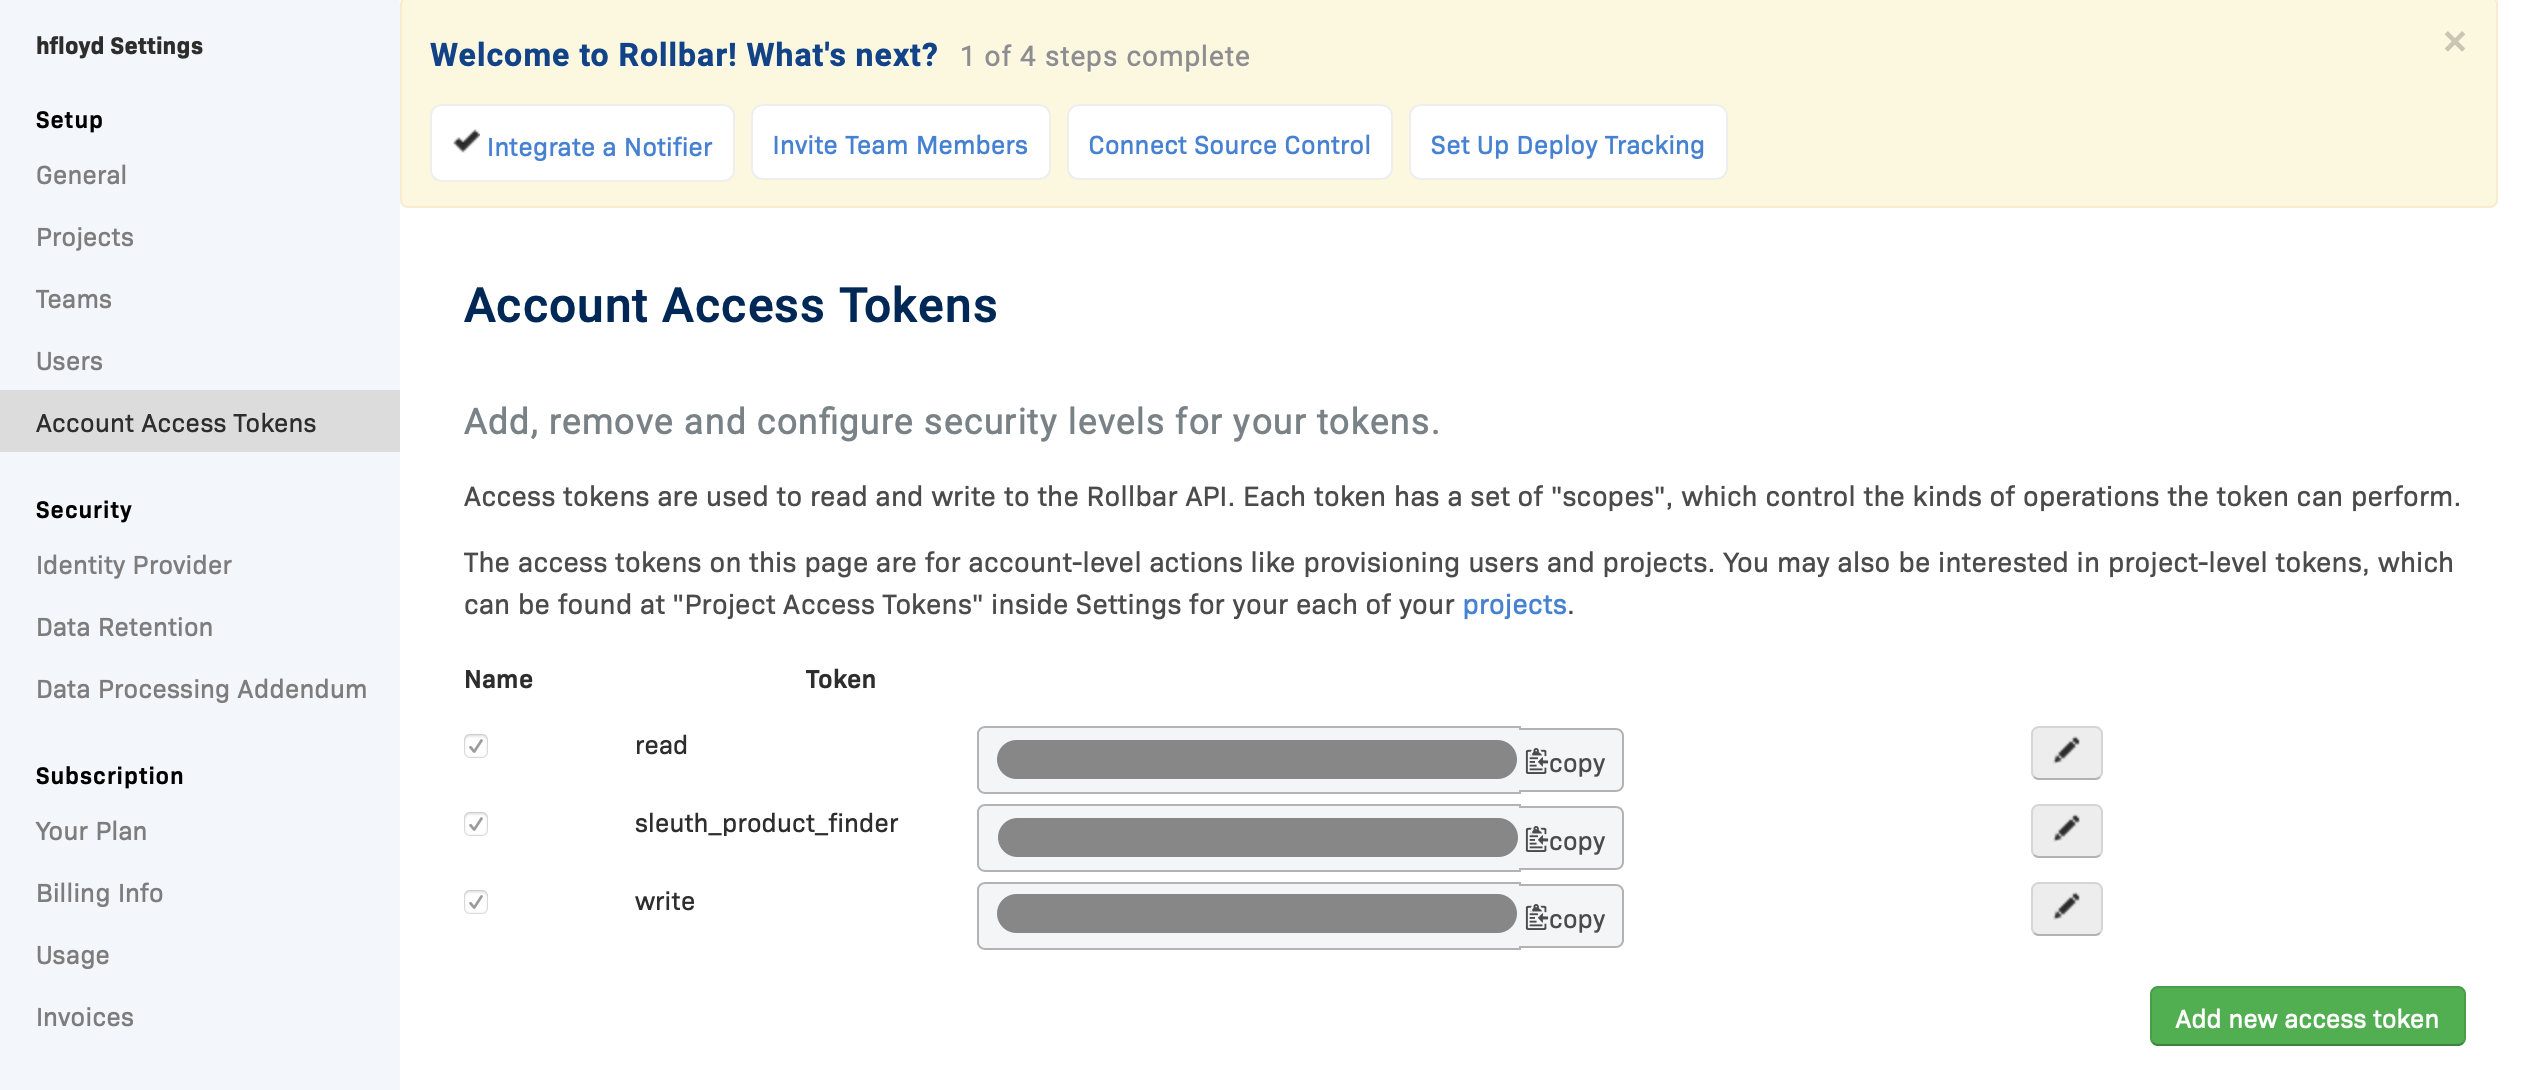 hfloyd Settings
Setup
General
Projects
Teams
Users
Account Access Tokens
Security
Identity Provider
Data Retention
Data Processing Addendum
Subscription
Your Plan
Billing Info
Usage
Invoices
Welcome to Rollbar! What's next? 1 of 4 steps complete
Integrate a Notifier
Invite Team Members
Connect Source Control
Set Up Deploy Tracking
Account Access Tokens
Add, remove and configure security levels for your tokens.
Access tokens are used to read and write to the Rollbar API. Each token has a set of "scopes", which control the kinds of operations the token can perform.
The access tokens on this page are for account-level actions like provisioning users and projects. You may also be interested in project-level tokens, which
can be found at "Project Access Tokens" inside Settings for your each of your projects.
Name Token
read copy
sleuth_product_finder copy
write copy
Add new access token